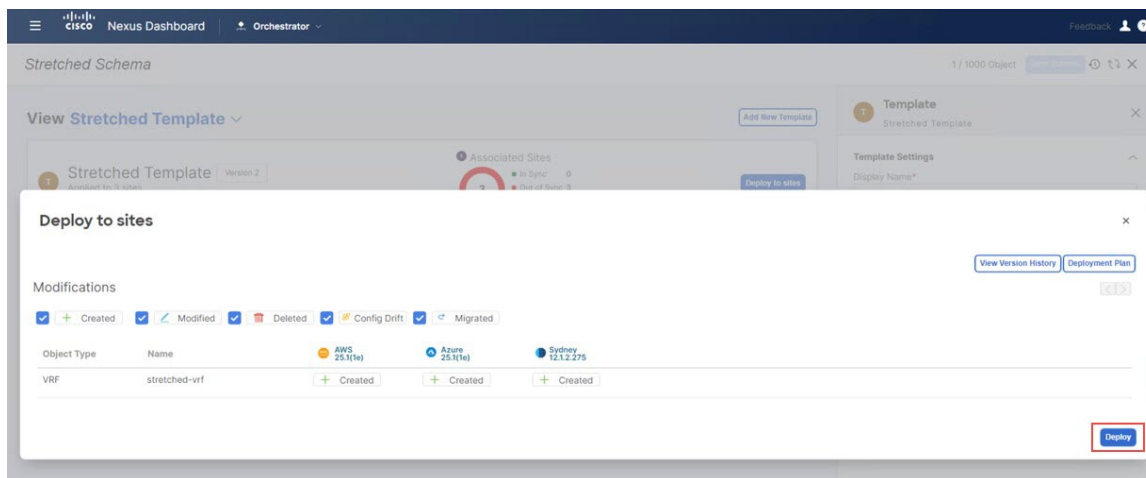 CISCO Nexus Dashboard Orchestrator Feedback
Stretched Schema 1 / 1000 Object
View Stretched Template Add New Template
Template
Stretched Template
Associated Sites
Template Settings
Stretched Template Version 2
In Sync 0
Display Name*
Applied to 3 sites
3
Out of Sync 3
Deploy to sites
Deploy to sites
View Version History Deployment Plan
Modifications
+ Created Modified Deleted Config Drift Migrated
Object Type Name AWS 25.1(1e) Azure 25.1(1e) Sydney 12.1.2.275
VRF stretched-vrf + Created + Created + Created
Deploy